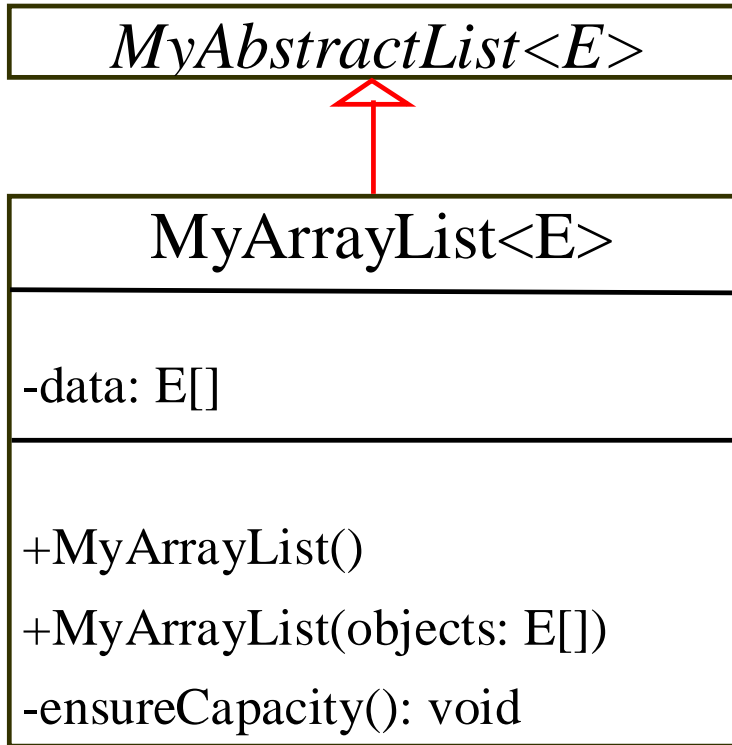 MyAbstractList<E>
MyArrayList<E>
-data: E[]
+MyArrayList()
+MyArrayList(objects: E[])
-ensureCapacity(): void